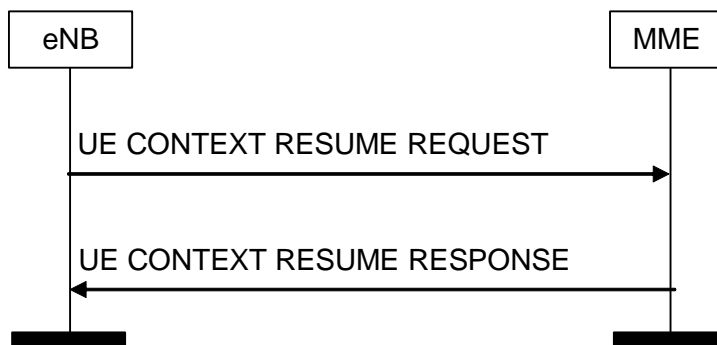 eNB
MME
UE CONTEXT RESUME REQUEST
UE CONTEXT RESUME RESPONSE